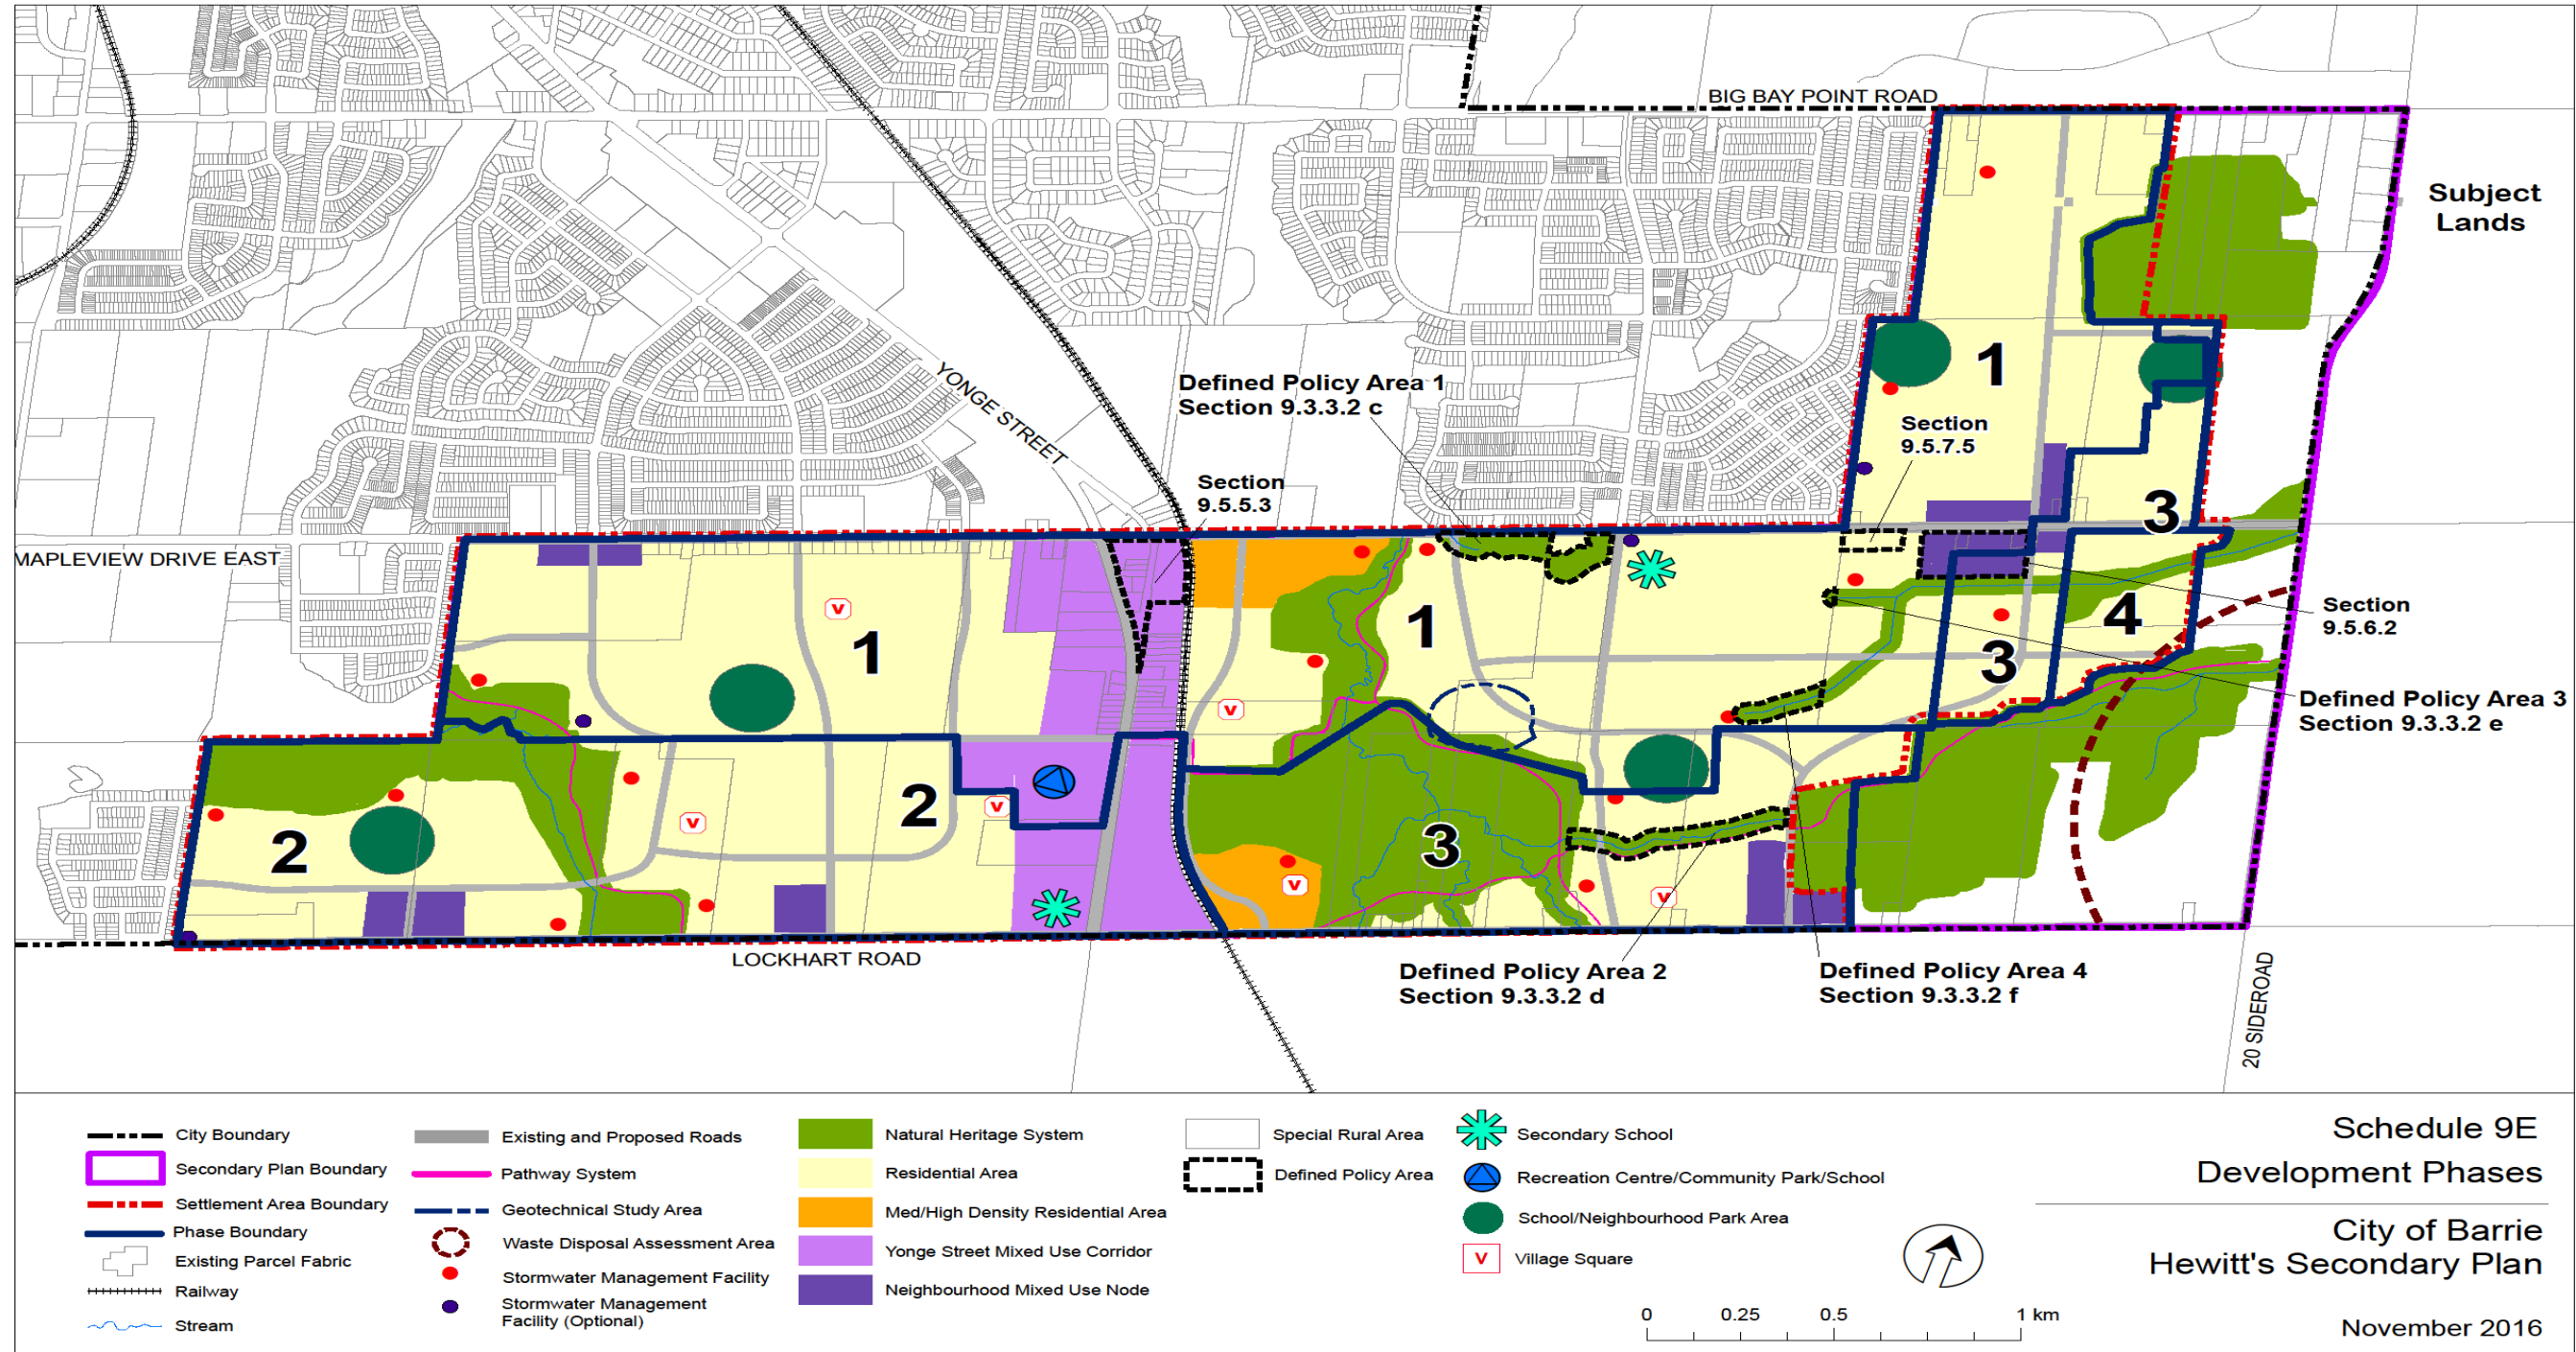 BIG BAY POINT ROAD
Subject
Lands
YONGE STREET
Defined Policy Area 1
Section 9.3.3.2 c
1
Section
9.5.7.5
Section
9.5.5.3
3
MAPLEVIEW DRIVE EAST
V
1
1
4
Section
9.5.6.2
3
V
Defined Policy Area 3
Section 9.3.3.2 e
2
V
V
2
3
V
V
LOCKHART ROAD
Defined Policy Area 2
Section 9.3.3.2 d
Defined Policy Area 4
Section 9.3.3.2 f
20 SIDEROAD
City Boundary
Secondary Plan Boundary
Settlement Area Boundary
Phase Boundary
Existing Parcel Fabric
Railway
Stream
Existing and Proposed Roads
Pathway System
Geotechnical Study Area
Waste Disposal Assessment Area
Stormwater Management Facility
Stormwater Management
Facility (Optional)
Natural Heritage System
Residential Area
Med/High Density Residential Area
Yonge Street Mixed Use Corridor
Neighbourhood Mixed Use Node
Special Rural Area
Defined Policy Area
Secondary School
Recreation Centre/Community Park/School
School/Neighbourhood Park Area
V
Village Square
0 0.25 0.5 1 km
Schedule 9E
Development Phases
City of Barrie
Hewitt's Secondary Plan
November 2016